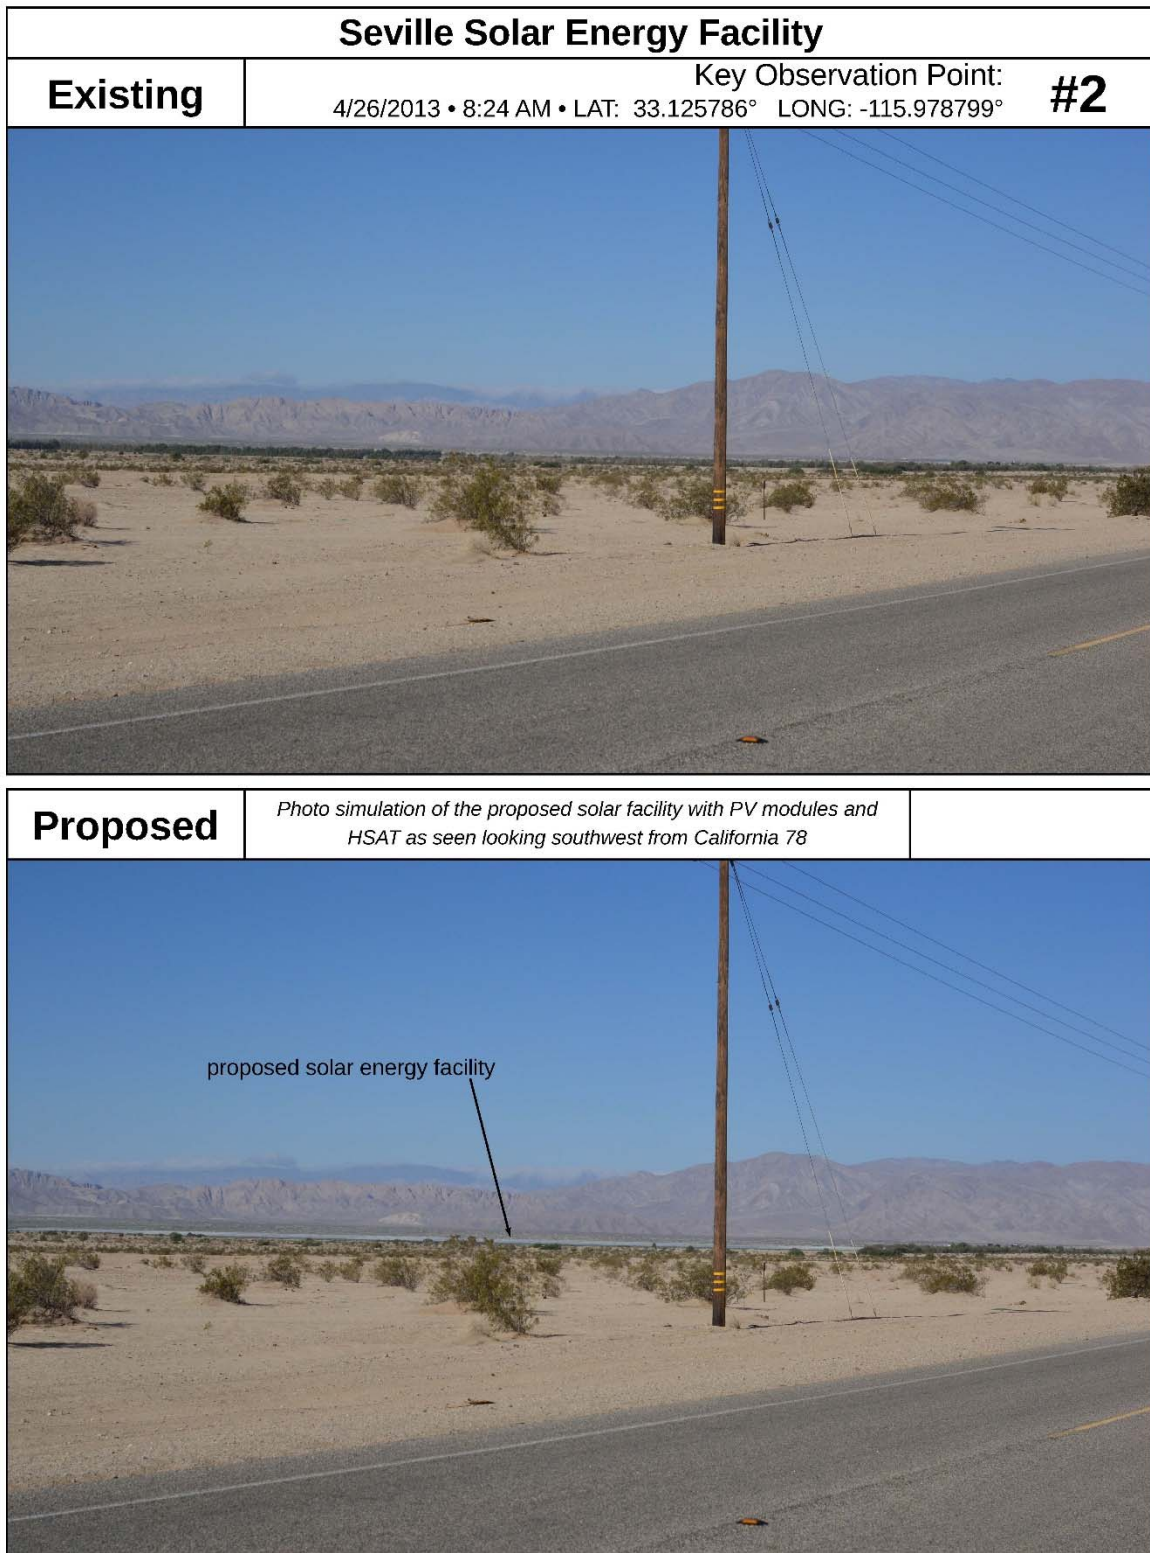 Seville Solar Energy Facility
Existing
Key Observation Point:
4/26/2013 • 8:24 AM • LAT: 33.125786° LONG: -115.978799°
#2
Proposed
Photo simulation of the proposed solar facility with PV modules and
HSAT as seen looking southwest from California 78
proposed solar energy facility